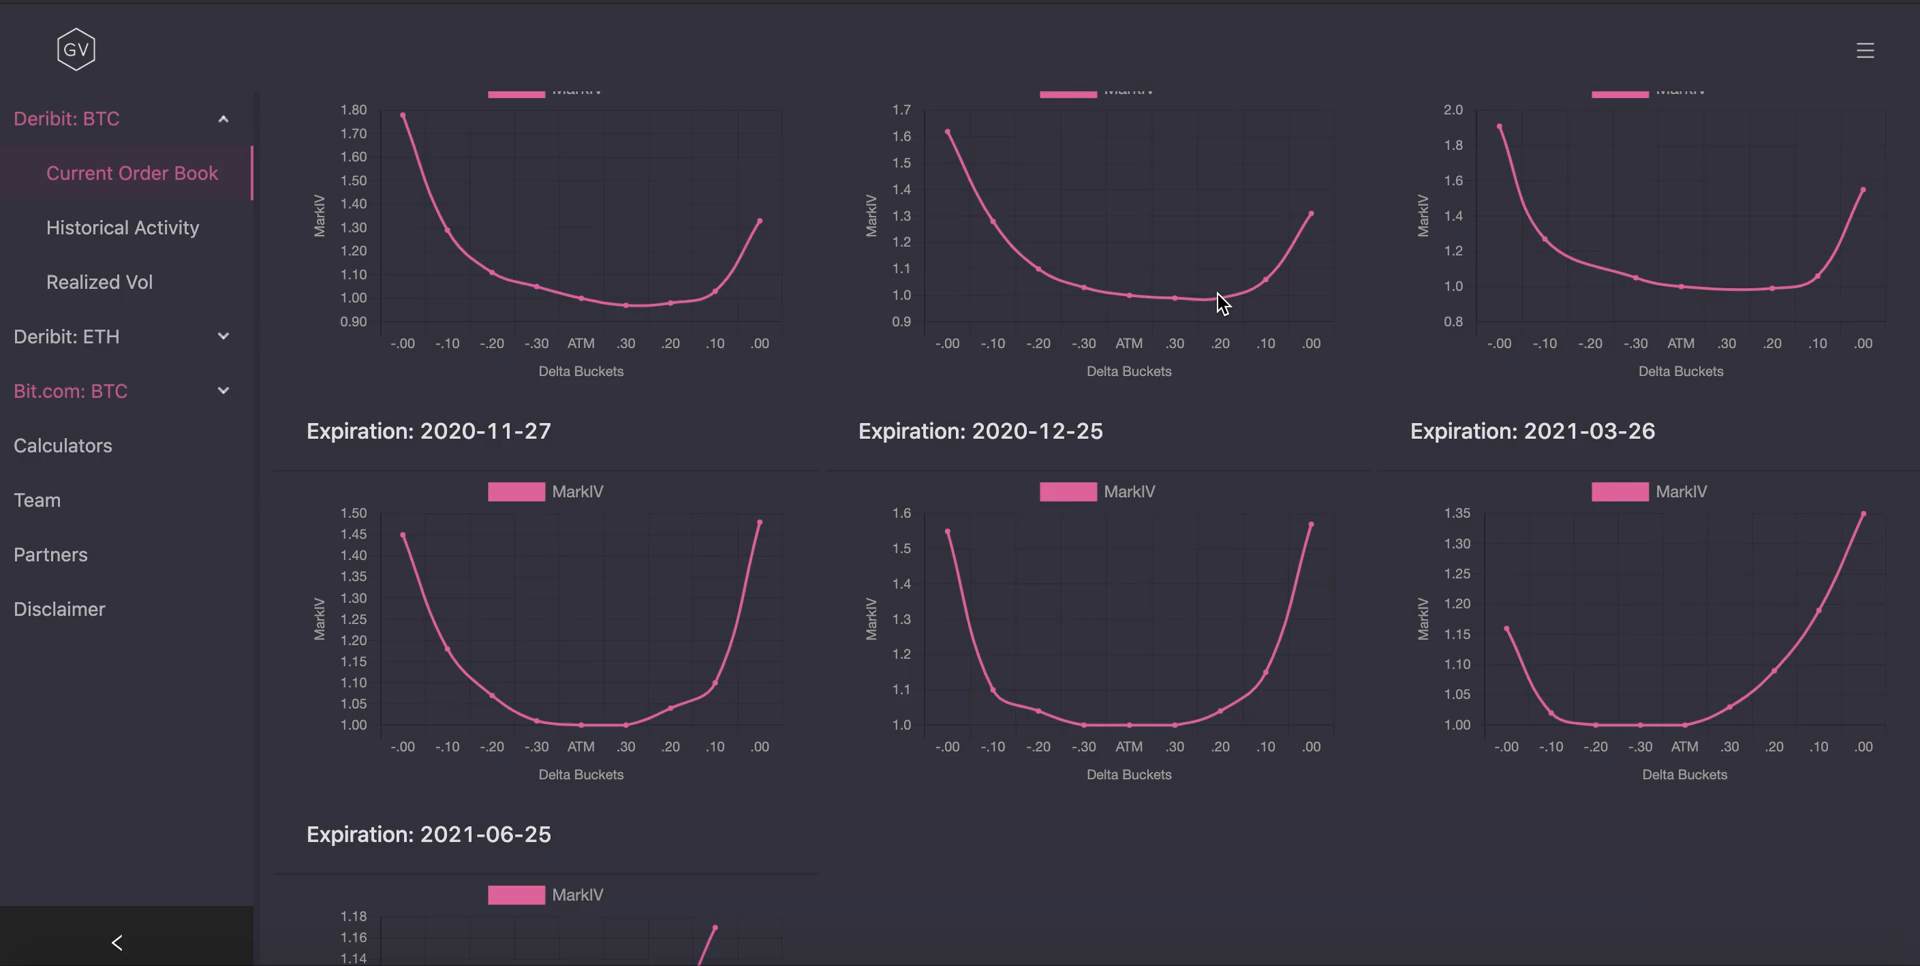 GV
Deribit: BTC
Current Order Book
Historical Activity
Realized Vol
Deribit: ETH
Bit.com: BTC
Calculators
Team
Partners
Disclaimer
MarkIV
1.80
1.70
1.60
1.50
1.40
1.30
1.20
1.10
1.00
0.90
MarkIV
-.00 -.10 -.20 -.30 ATM .30 .20 .10 .00
Delta Buckets
MarkIV
1.7
1.6
1.5
1.4
1.3
1.2
1.1
1.0
0.9
MarkIV
-.00 -.10 -.20 -.30 ATM .30 .20 .10 .00
Delta Buckets
MarkIV
2.0
1.8
1.6
1.4
1.2
1.0
0.8
MarkIV
-.00 -.10 -.20 -.30 ATM .30 .20 .10 .00
Delta Buckets
Expiration: 2020-11-27
MarkIV
1.50
1.45
1.40
1.35
1.30
1.25
1.20
1.15
1.10
1.05
1.00
MarkIV
-.00 -.10 -.20 -.30 ATM .30 .20 .10 .00
Delta Buckets
Expiration: 2020-12-25
MarkIV
1.6
1.5
1.4
1.3
1.2
1.1
1.0
MarkIV
-.00 -.10 -.20 -.30 ATM .30 .20 .10 .00
Delta Buckets
Expiration: 2021-03-26
MarkIV
1.35
1.30
1.25
1.20
1.15
1.10
1.05
1.00
MarkIV
-.00 -.10 -.20 -.30 ATM .30 .20 .10 .00
Delta Buckets
Expiration: 2021-06-25
MarkIV
1.18
1.16
1.14